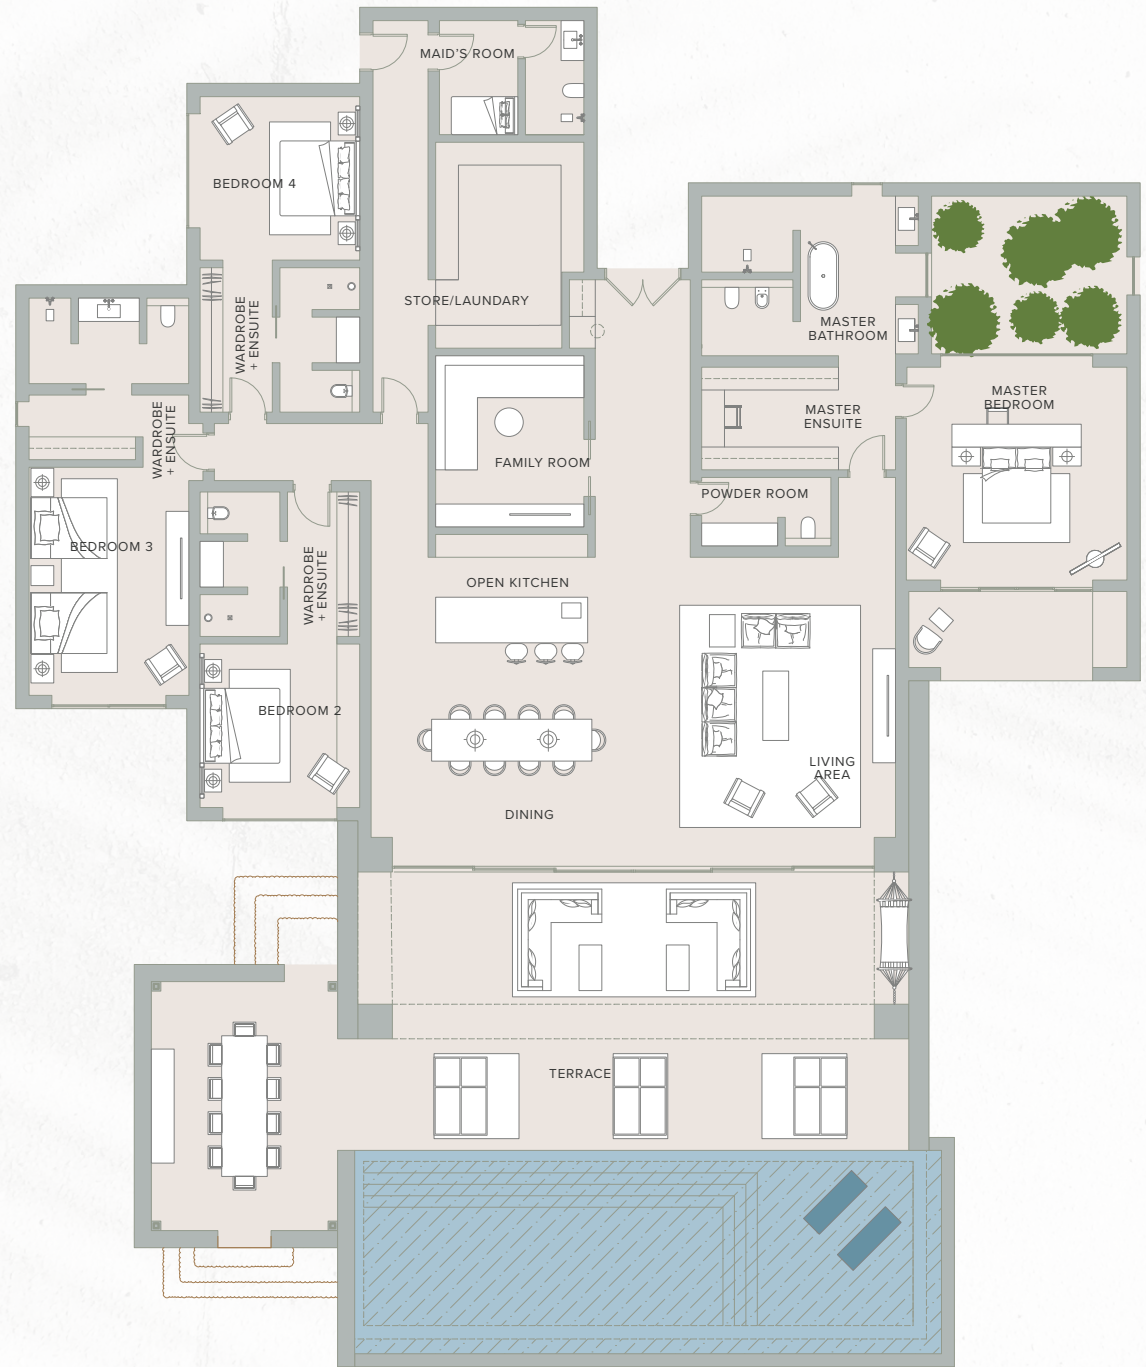 MAID'S ROOM
BEDROOM 4
STORE/LAUNDARY
WARDROBE
+ ENSUITE
MASTER
BATHROOM
MASTER
BEDROOM
MASTER
ENSUITE
WARDROBE
+ ENSUITE
FAMILY ROOM
POWDER ROOM
BEDROOM 3
WARDROBE
+ ENSUITE
OPEN KITCHEN
BEDROOM 2
LIVING
AREA
DINING
TERRACE